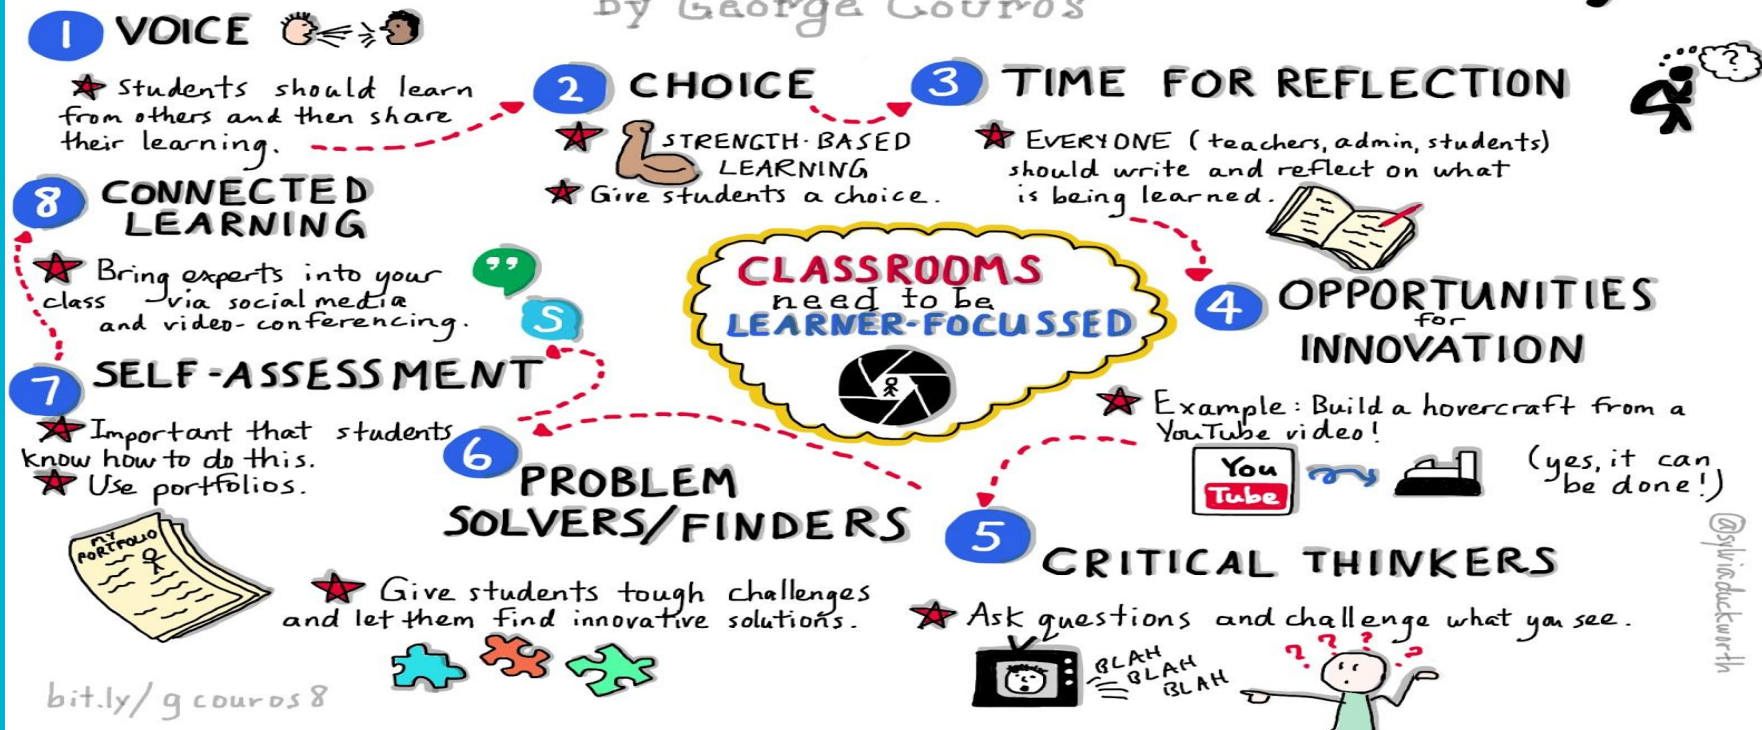 by George Couros
1 VOICE
Students should learn
from others and then share
their learning.
2 CHOICE
STRENGTH-BASED
LEARNING
Give students a choice.
3 TIME FOR REFLECTION
?
EVERYONE (teachers, admin, students)
should write and reflect on what
is being learned.
4 OPPORTUNITIES
for
INNOVATION
Example: Build a hovercraft from a
YouTube video!
You
Tube
(yes, it can
be done!)
5
CRITICAL THINKERS
Ask questions and challenge what you see.
BLAH
BLAH
BLAH
? ? ? ?
6
PROBLEM
SOLVERS/FINDERS
Give students tough challenges
and let them find innovative solutions.
7 SELF-ASSESSMENT
Important that students
know how to do this.
Use portfolios.
MY
PORTFOLIO
8 CONNECTED
LEARNING
Bring experts into your
class via social media
and video-conferencing.
"
S
CLASSROOMS
need to be
LEARNER-FOCUSSED
bit.ly/gcouros8
@sylviaduckworth